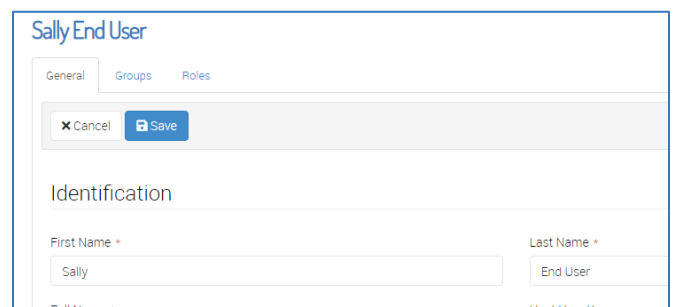 Sally End User
General Groups Roles
Cancel Save
Identification
First Name * Last Name *
Sally End User